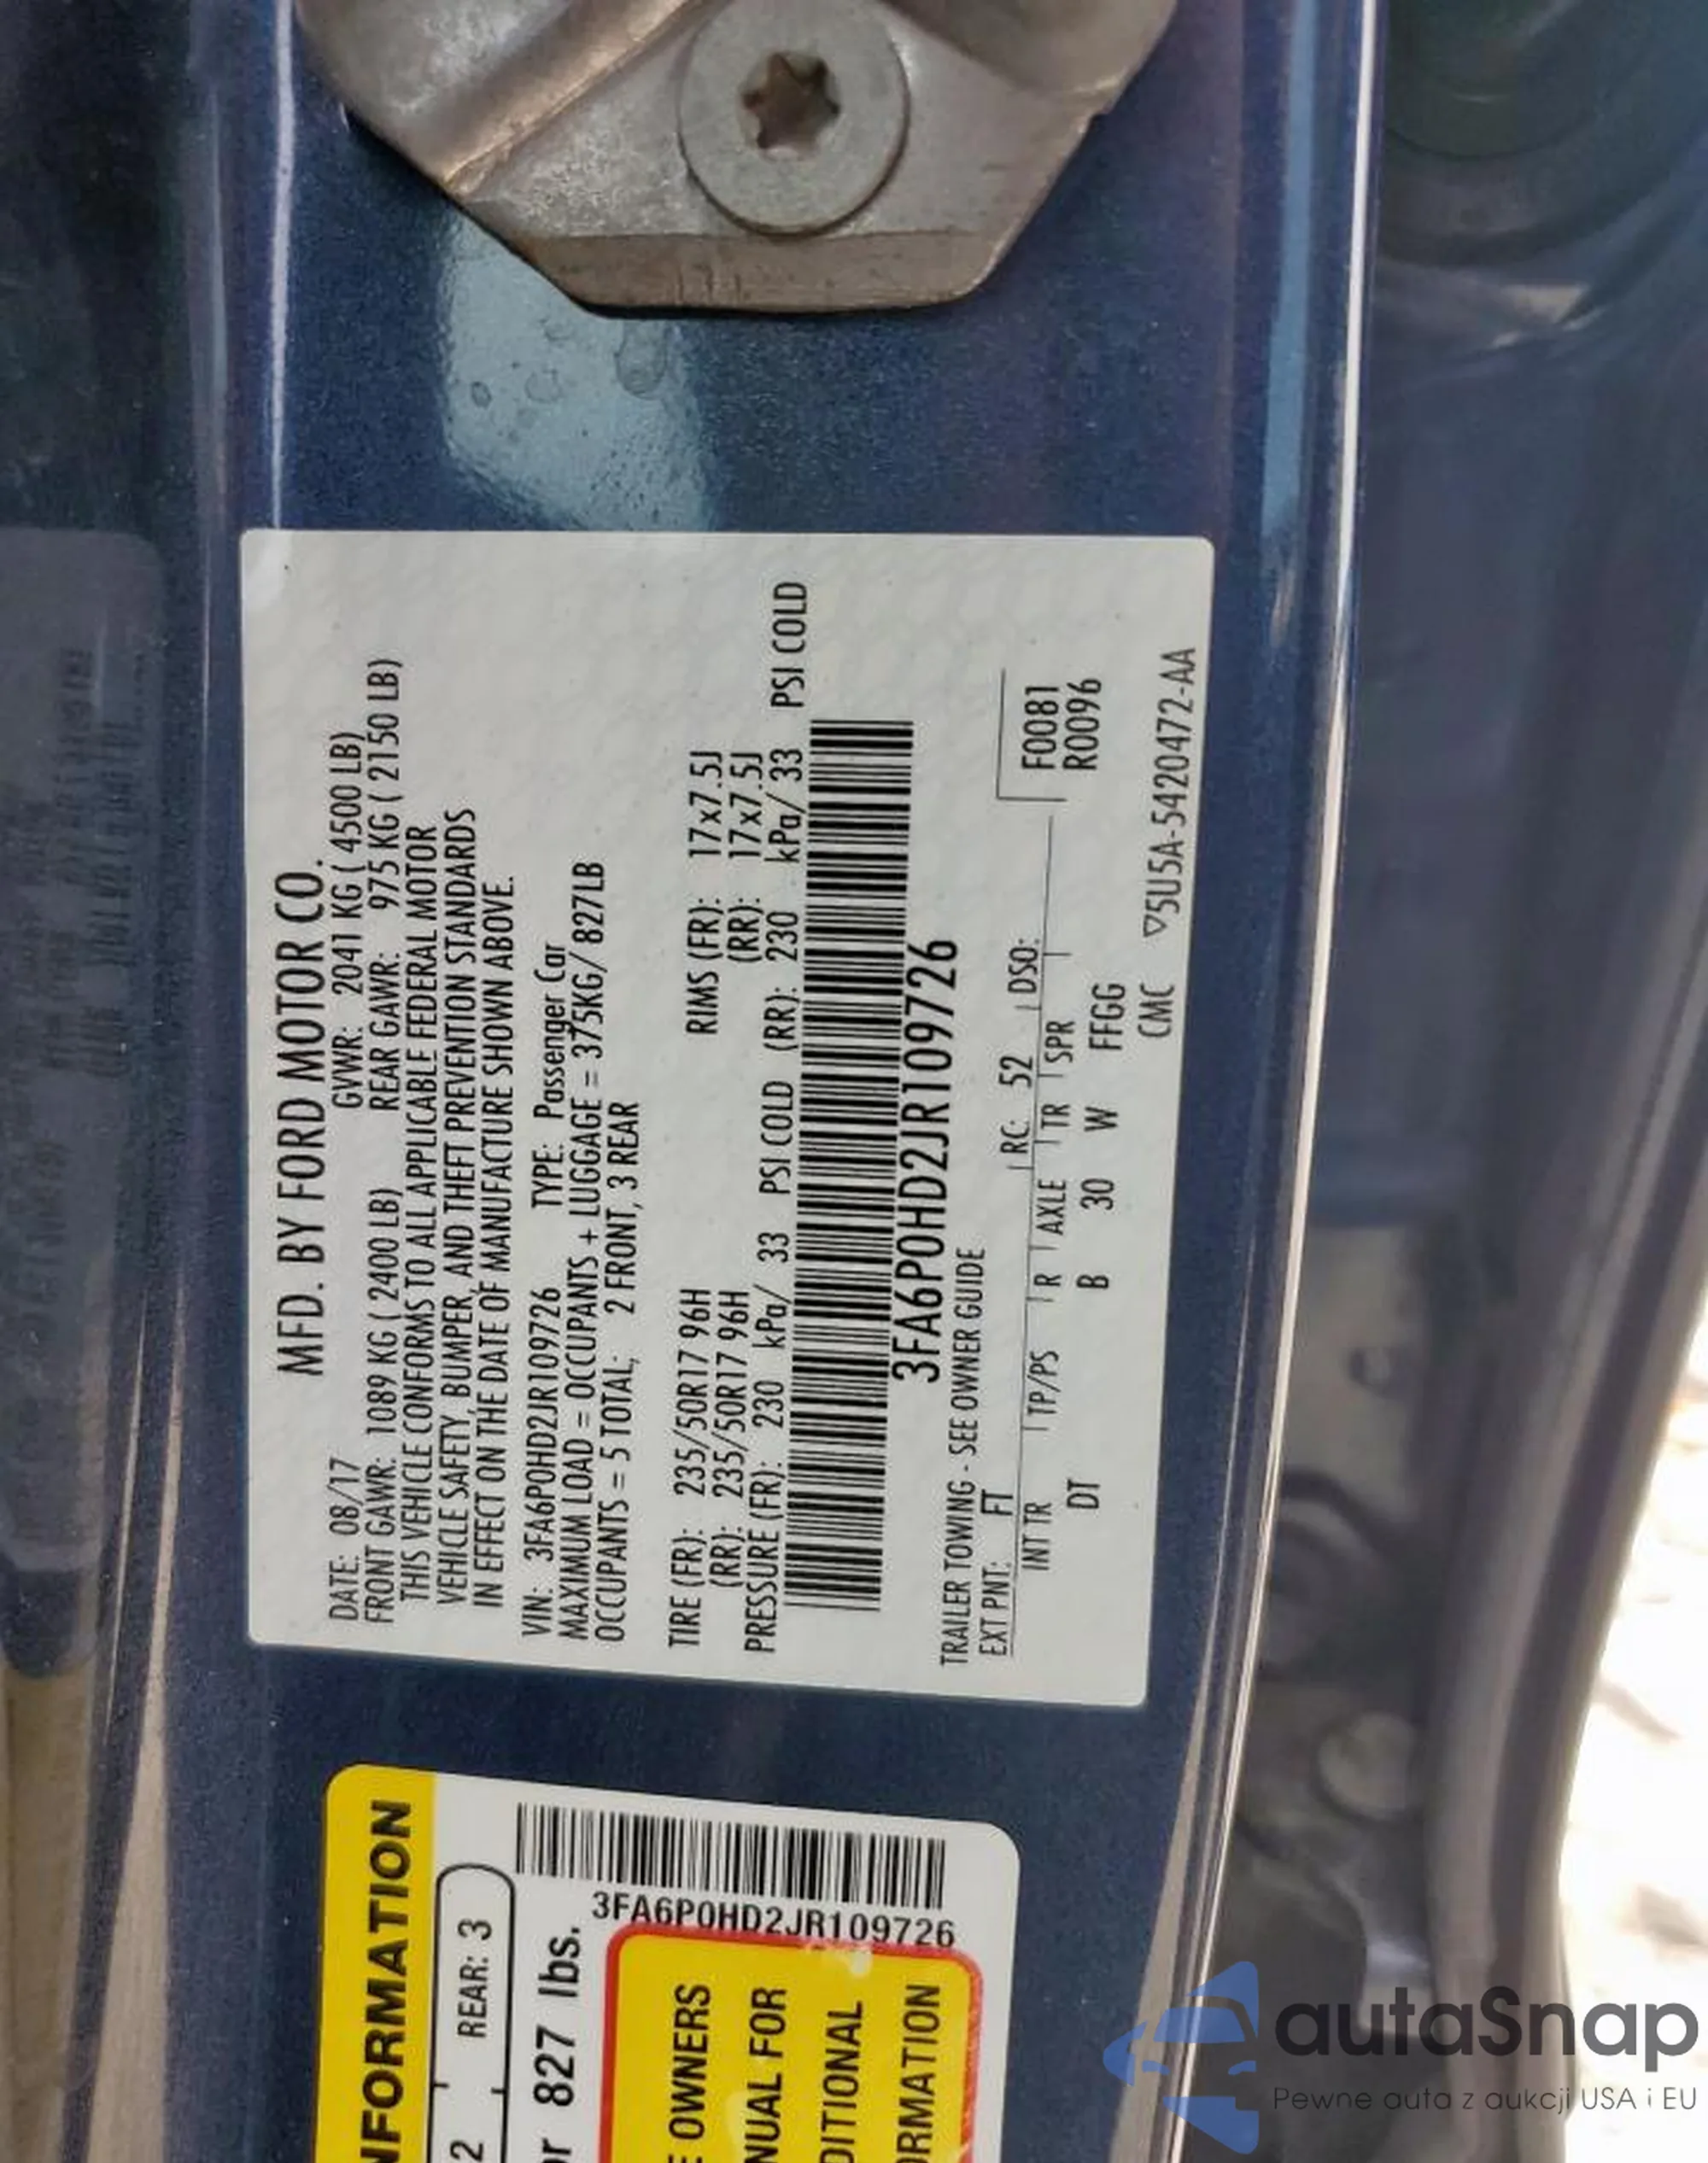 MFD. BY FORD MOTOR CO.
DATE: 08/17 GVWR: 2041 KG ( 4500 LB)
FRONT GAWR: 1089 KG ( 2400 LB) REAR GAWR: 975 KG ( 2150 LB)
THIS VEHICLE CONFORMS TO ALL APPLICABLE FEDERAL MOTOR
VEHICLE SAFETY, BUMPER, AND THEFT PREVENTION STANDARDS
IN EFFECT ON THE DATE OF MANUFACTURE SHOWN ABOVE.
VIN: 3FA6P0HD2JR109726 TYPE: Passenger Car
MAXIMUM LOAD = OCCUPANTS + LUGGAGE = 375KG/ 827LB
OCCUPANTS = 5 TOTAL; 2 FRONT, 3 REAR
TIRE (FR): 235/50R17 96H RIMS (FR): 17x7.5J
(RR): 235/50R17 96H (RR): 17x7.5J
PRESSURE (FR): 230 kPa/ 33 PSI COLD (RR): 230 kPa/ 33 PSI COLD
3FA6P0HD2JR109726
TRAILER TOWING - SEE OWNER GUIDE
EXT PNT: FT RC: 52 DSO:
INT TR TP/PS R AXLE TR SPR F0081
DT B 30 W FFGG R0096
CMC ▽5U5A-5420472-AA
NFORMATION
2 REAR: 3
or 827 lbs.
3FA6P0HD2JR109726
E OWNERS
NUAL FOR
DITIONAL
ORMATION
autaSnap
Pewne auta z aukcji USA i EU